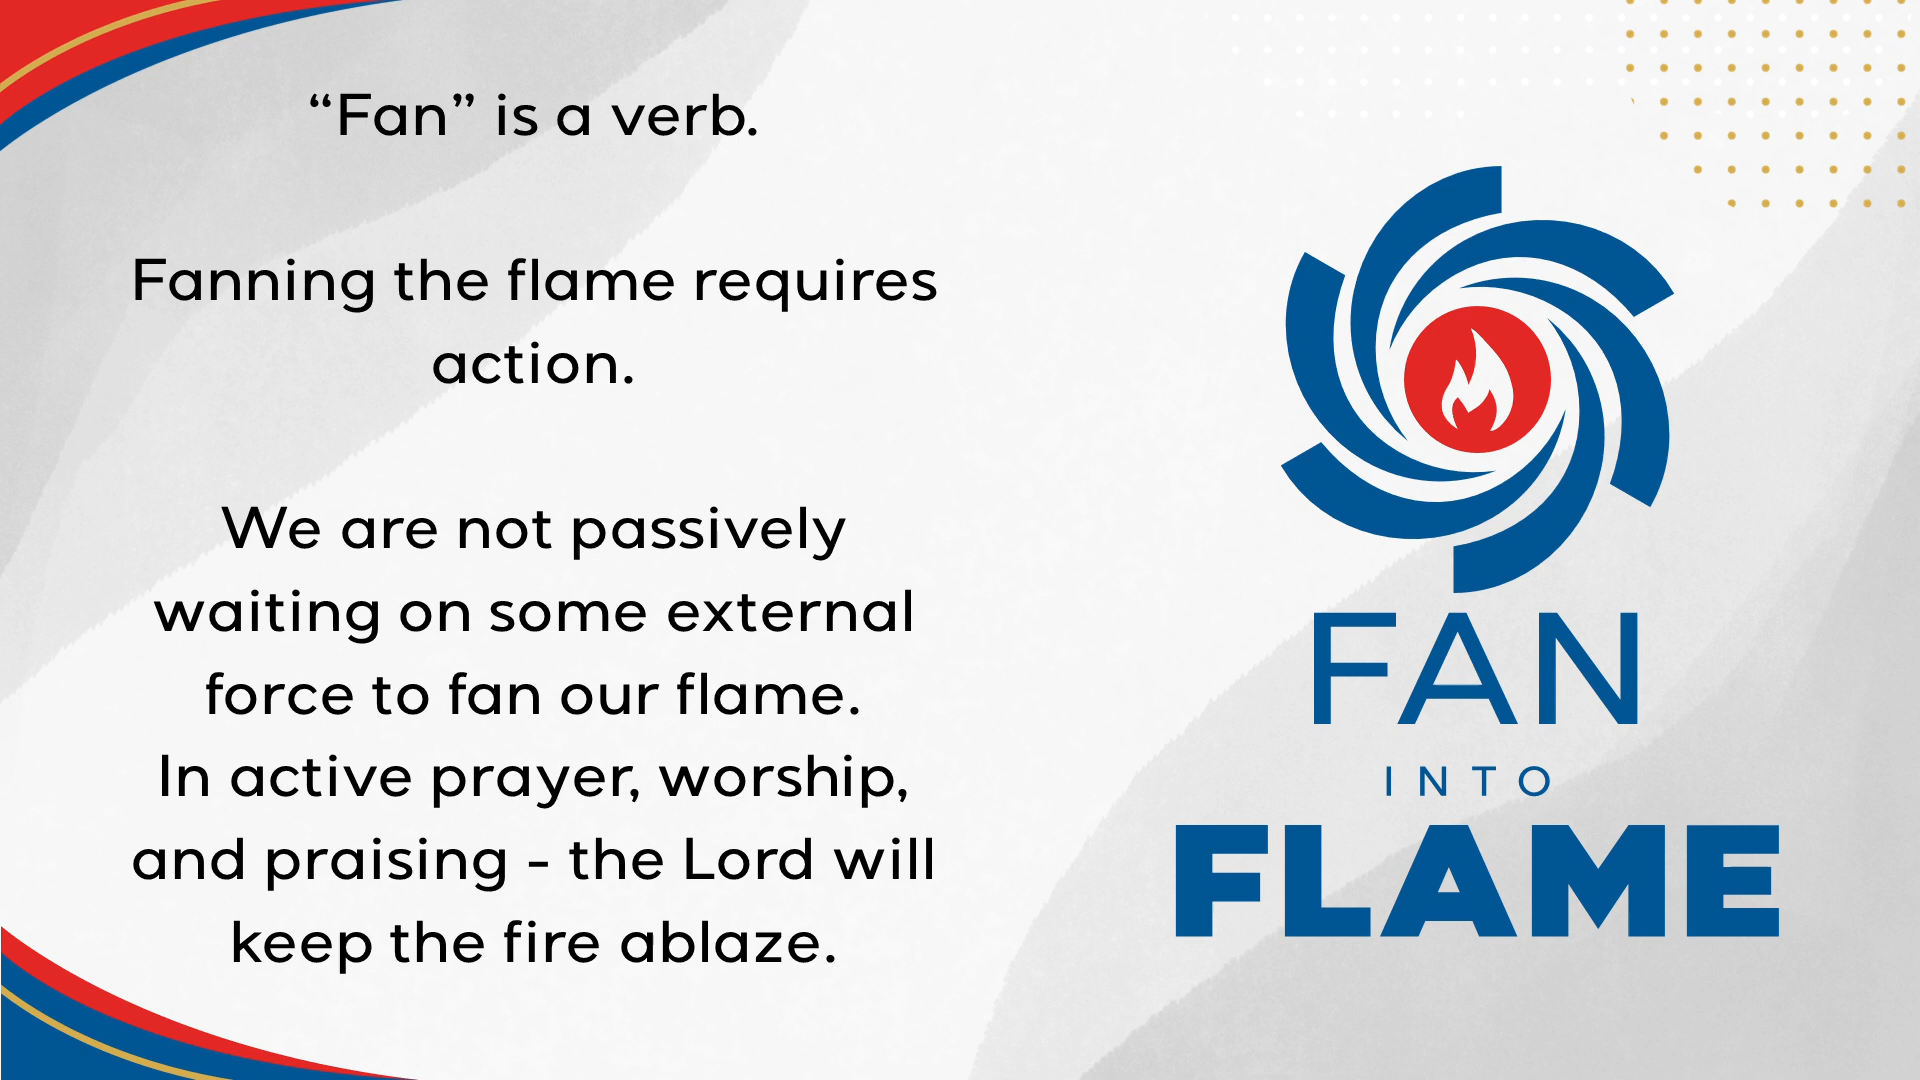 “Fan” is a verb.
Fanning the flame requires
action.
We are not passively
waiting on some external
force to fan our flame.
In active prayer, worship,
and praising - the Lord will
keep the fire ablaze.
FAN
INTO
FLAME